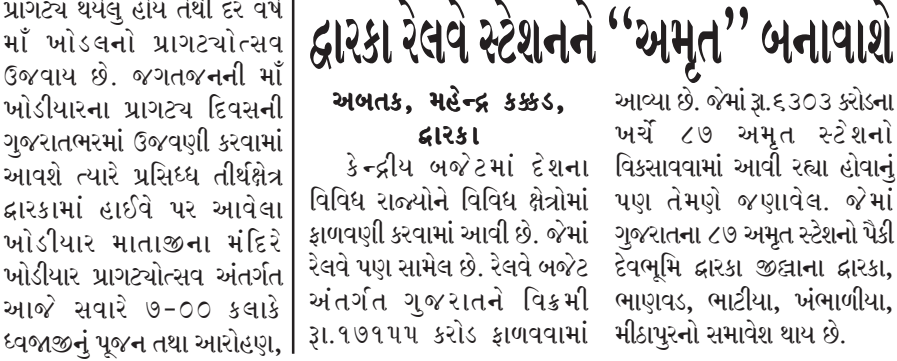 પ્રાગટ્ય થયેલુ હોય તેથી દર વર્ષે
માઁ ખોડલનો પ્રાગટ્યોત્સવ
ઉજવાય છે. જગતજનની માઁ
ખોડીયારના પ્રાગટ્ય દિવસની
ગુજરાતભરમાં ઉજવણી કરવામાં
આવશે ત્યારે પ્રસિધ્ધ તીર્થક્ષેત્ર
દ્વારકામાં હાઈવે પર આવેલા
ખોડીયાર માતાજીના મંદિરે
ખોડીયાર પ્રાગટ્યોત્સવ અંતર્ગત
આજે સવારે ૭-૦૦ કલાકે
ધ્વજાજીનું પૂજન તથા આરોહણ,
દ્વારકા રેલવે સ્ટેશનને “અમૃત” બનાવાશે
અબતક, મહેન્દ્ર કક્કડ,
દ્વારકા
કેન્દ્રીય બજેટમાં દેશના
વિવિધ રાજ્યોને વિવિધ ક્ષેત્રોમાં
ફાળવણી કરવામાં આવી છે. જેમાં
રેલવે પણ સામેલ છે. રેલવે બજેટ
અંતર્ગત ગુજરાતને વિક્રમી
રૂા.૧૭૧૫૫ કરોડ ફાળવવામાં
આવ્યા છે. જેમાં રૂા.૬૩૦૩ કરોડના
ખર્ચે ૮૭ અમૃત સ્ટેશનો
વિકસાવવામાં આવી રહ્યા હોવાનું
પણ તેમણે જણાવેલ. જેમાં
ગુજરાતના ૮૭ અમૃત સ્ટેશનો પૈકી
દેવભૂમિ દ્વારકા જીલ્લાના દ્વારકા,
ભાણવડ, ભાટીયા, ખંભાળીયા,
મીઠાપુરનો સમાવેશ થાય છે.